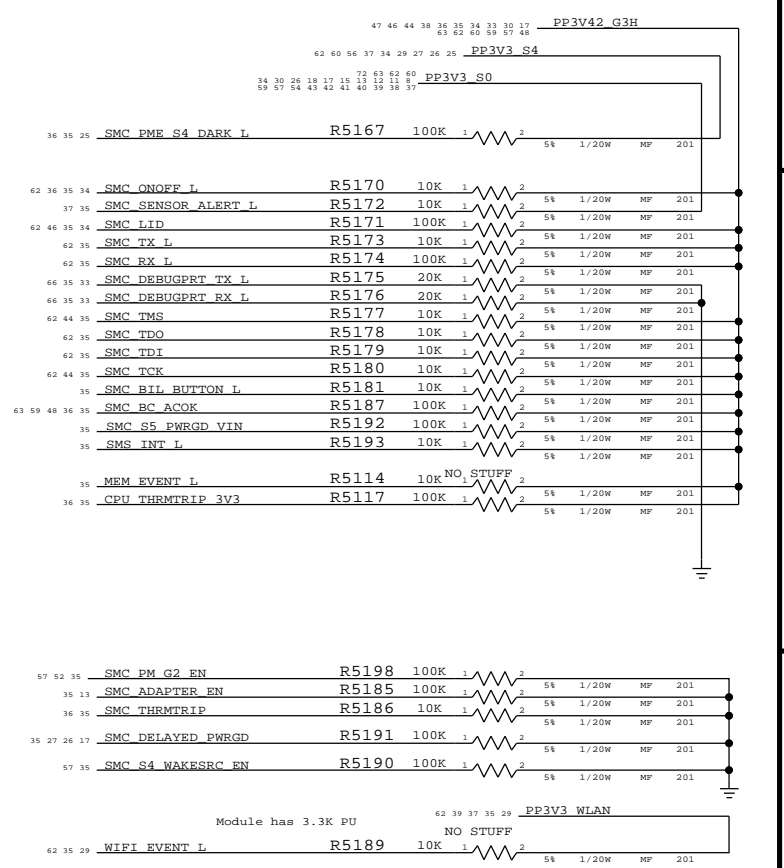 47 46 44 38 36 35 34 33 30 17 PP3V42_G3H
63 62 60 59 57 48
62 60 56 37 34 29 27 26 25 PP3V3_S4
72 63 62 60
34 30 26 18 17 15 13 12 11 8 PP3V3_S0
59 57 54 43 42 41 40 39 38 37
36 35 25 SMC_PME_S4_DARK_L R5167 100K 1 2
5% 1/20W MF 201
62 36 35 34 SMC_ONOFF_L R5170 10K 1 2
5% 1/20W MF 201
37 35 SMC_SENSOR_ALERT_L R5172 10K 1 2
5% 1/20W MF 201
62 46 35 34 SMC_LID R5171 100K 1 2
5% 1/20W MF 201
62 35 SMC_TX_L R5173 10K 1 2
5% 1/20W MF 201
62 35 SMC_RX_L R5174 100K 1 2
5% 1/20W MF 201
66 35 33 SMC_DEBUGPRT_TX_L R5175 20K 1 2
5% 1/20W MF 201
66 35 33 SMC_DEBUGPRT_RX_L R5176 20K 1 2
5% 1/20W MF 201
62 44 35 SMC_TMS R5177 10K 1 2
5% 1/20W MF 201
62 35 SMC_TDO R5178 10K 1 2
5% 1/20W MF 201
62 35 SMC_TDI R5179 10K 1 2
5% 1/20W MF 201
62 44 35 SMC_TCK R5180 10K 1 2
5% 1/20W MF 201
35 SMC_BIL_BUTTON_L R5181 10K 1 2
5% 1/20W MF 201
63 59 48 36 35 SMC_BC_ACOK R5187 100K 1 2
5% 1/20W MF 201
35 SMC_S5_PWRGD_VIN R5192 100K 1 2
5% 1/20W MF 201
35 SMS_INT_L R5193 10K 1 2
5% 1/20W MF 201
NO STUFF
35 MEM_EVENT_L R5114 10K 1 2
5% 1/20W MF 201
36 35 CPU_THRMTRIP_3V3 R5117 100K 1 2
5% 1/20W MF 201
57 52 35 SMC_PM_G2_EN R5198 100K 1 2
5% 1/20W MF 201
35 13 SMC_ADAPTER_EN R5185 100K 1 2
5% 1/20W MF 201
36 35 SMC_THRMTRIP R5186 10K 1 2
5% 1/20W MF 201
35 27 26 17 SMC_DELAYED_PWRGD R5191 100K 1 2
5% 1/20W MF 201
57 35 SMC_S4_WAKESRC_EN R5190 100K 1 2
5% 1/20W MF 201
62 39 37 35 29 PP3V3_WLAN
Module has 3.3K PU
NO STUFF
62 35 29 WIFI_EVENT_L R5189 10K 1 2
5% 1/20W MF 201